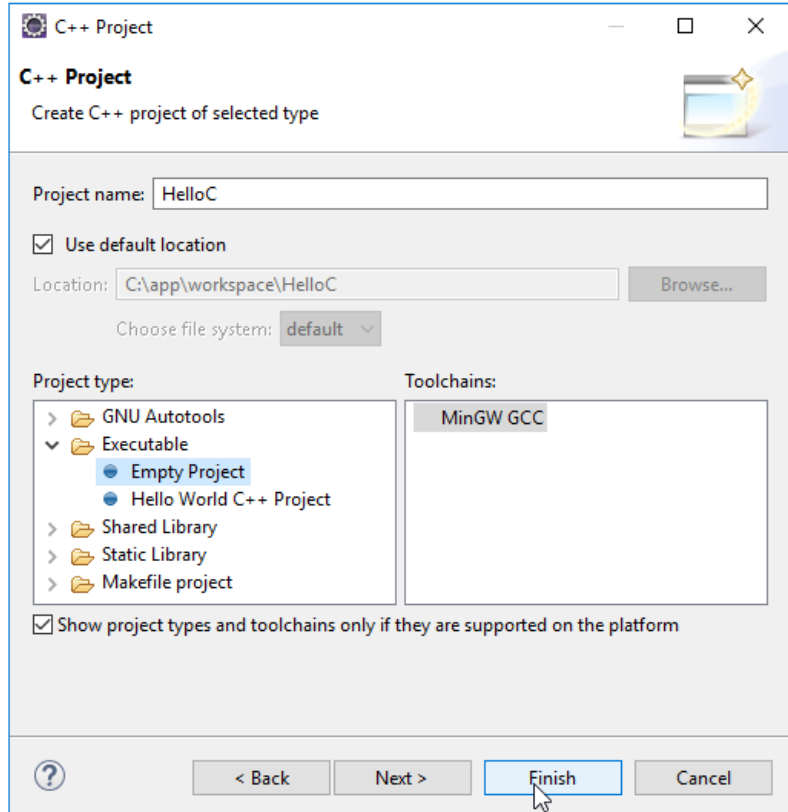 C++ Project
C++ Project
Create C++ project of selected type
Project name: HelloC
Use default location
Location: C:\app\workspace\HelloC Browse...
Choose file system: default
Project type: Toolchains:
GNU Autotools MinGW GCC
Executable
Empty Project
Hello World C++ Project
Shared Library
Static Library
Makefile project
Show project types and toolchains only if they are supported on the platform
? < Back Next > Finish Cancel